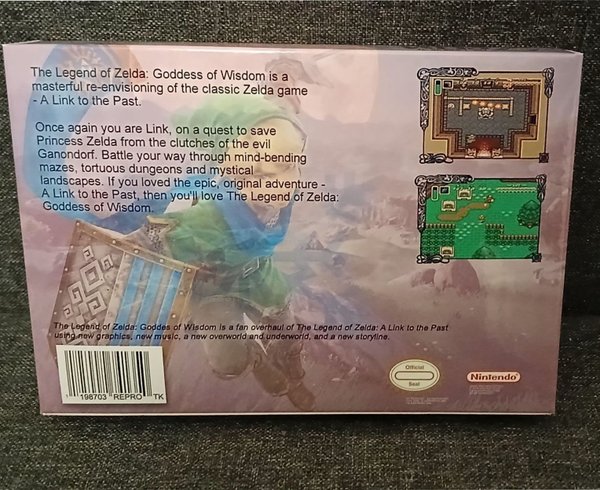 The Legend of Zelda: Goddess of Wisdom is a
masterful re-envisioning of the classic Zelda game
- A Link to the Past.
Once again you are Link, on a quest to save
Princess Zelda from the clutches of the evil
Ganondorf. Battle your way through mind-bending
mazes, tortuous dungeons and mystical
landscapes. If you loved the epic, original adventure -
A Link to the Past, then you'll love The Legend of Zelda:
Goddess of Wisdom.
The Legend of Zelda: Goddes of Wisdom is a fan overhaul of The Legend of Zelda: A Link to the Past
using new graphics, new music, a new overworld and underworld, and a new storyline.
1 198703 REPRO TK
Official
Seal
Nintendo